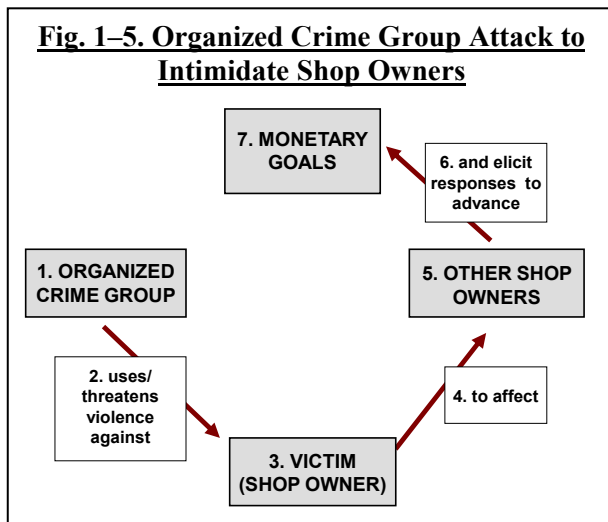 Fig. 1–5. Organized Crime Group Attack to
Intimidate Shop Owners
7. MONETARY
GOALS
6. and elicit
responses to
advance
1. ORGANIZED
CRIME GROUP
5. OTHER SHOP
OWNERS
2. uses/
threatens
violence
against
4. to affect
3. VICTIM
(SHOP OWNER)